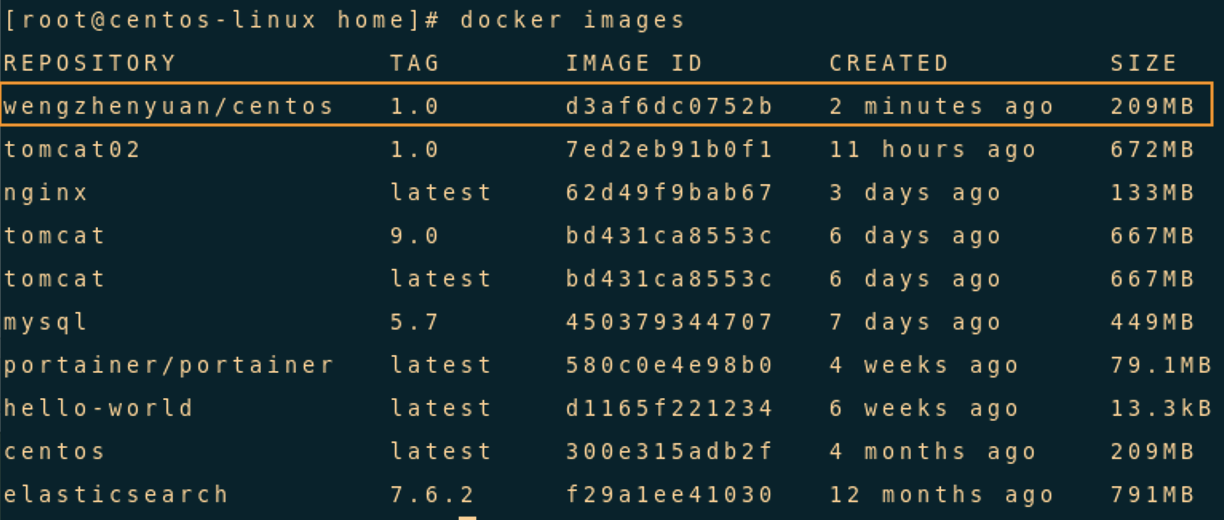 [root@centos-linux home]# docker images
REPOSITORY TAG IMAGE ID CREATED SIZE
wengzhenyuan/centos 1.0 d3af6dc0752b 2 minutes ago 209MB
tomcat02 1.0 7ed2eb91b0f1 11 hours ago 672MB
nginx latest 62d49f9bab67 3 days ago 133MB
tomcat 9.0 bd431ca8553c 6 days ago 667MB
tomcat latest bd431ca8553c 6 days ago 667MB
mysql 5.7 450379344707 7 days ago 449MB
portainer/portainer latest 580c0e4e98b0 4 weeks ago 79.1MB
hello-world latest d1165f221234 6 weeks ago 13.3kB
centos latest 300e315adb2f 4 months ago 209MB
elasticsearch 7.6.2 f29a1ee41030 12 months ago 791MB